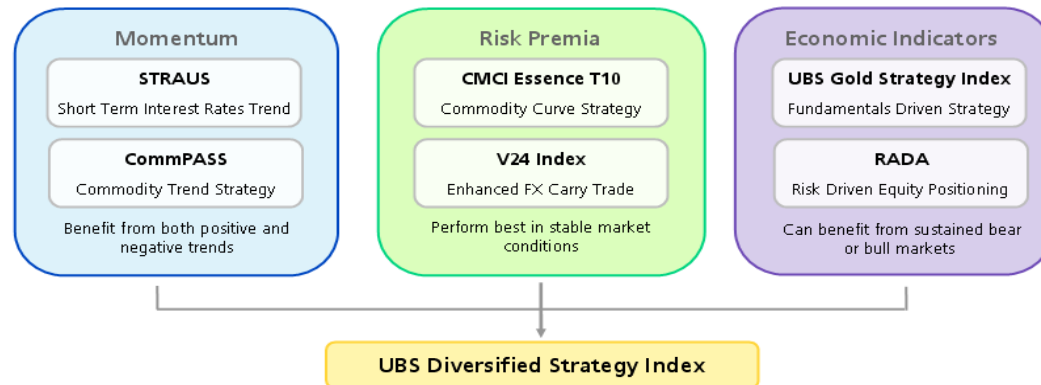 Momentum
STRAUS
Short Term Interest Rates Trend
CommPASS
Commodity Trend Strategy
Benefit from both positive and
negative trends
Risk Premia
CMCI Essence T10
Commodity Curve Strategy
V24 Index
Enhanced FX Carry Trade
Perform best in stable market
conditions
Economic Indicators
UBS Gold Strategy Index
Fundamentals Driven Strategy
RADA
Risk Driven Equity Positioning
Can benefit from sustained bear
or bull markets
UBS Diversified Strategy Index